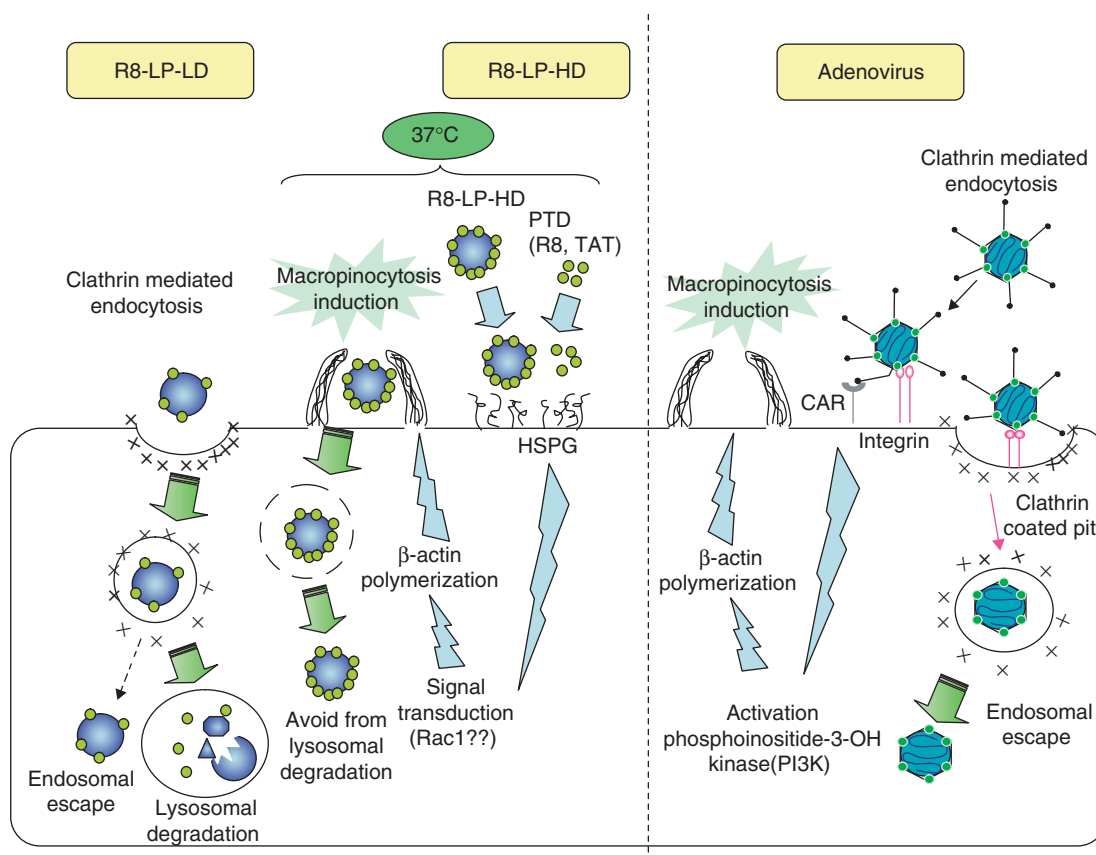 R8-LP-LD
R8-LP-HD
Adenovirus
37°C
R8-LP-HD
PTD
(R8, TAT)
Clathrin mediated
endocytosis
Macropinocytosis
induction
HSPG
β-actin
polymerization
Signal
transduction
(Rac1??)
Avoid from
lysosomal
degradation
Endosomal
escape
Lysosomal
degradation
Clathrin mediated
endocytosis
Macropinocytosis
induction
CAR
Integrin
Clathrin
coated pit
β-actin
polymerization
Activation
phosphoinositide-3-OH
kinase(PI3K)
Endosomal
escape